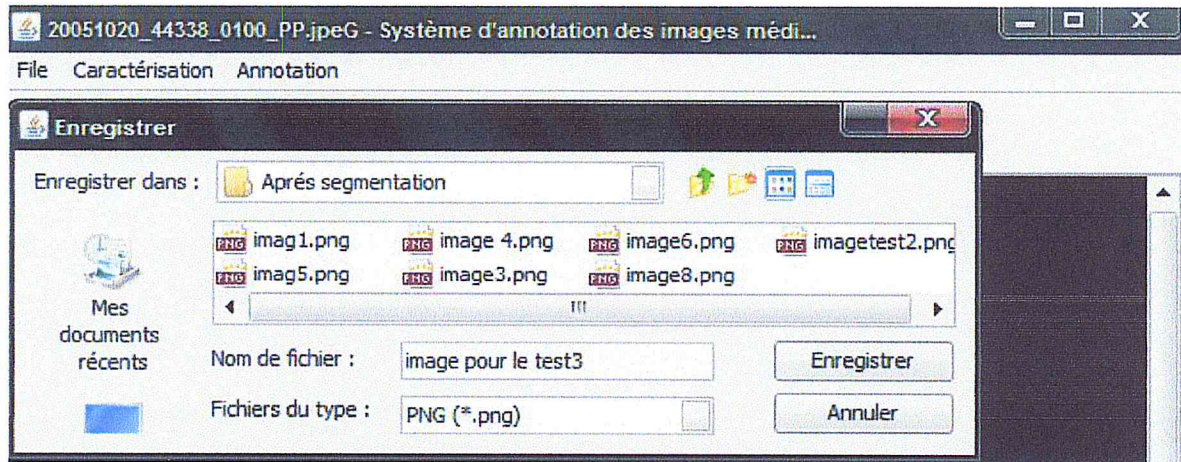 20051020_44338_0100_PP.jpeG - Système d'annotation des images médi...
File Caractérisation Annotation
Enregistrer
Enregistrer dans : Aprés segmentation
imag1.png image 4.png image6.png imagetest2.png
imag5.png image3.png image8.png
Mes documents récents
Nom de fichier : image pour le test3 Enregistrer
Fichiers du type : PNG (*.png) Annuler